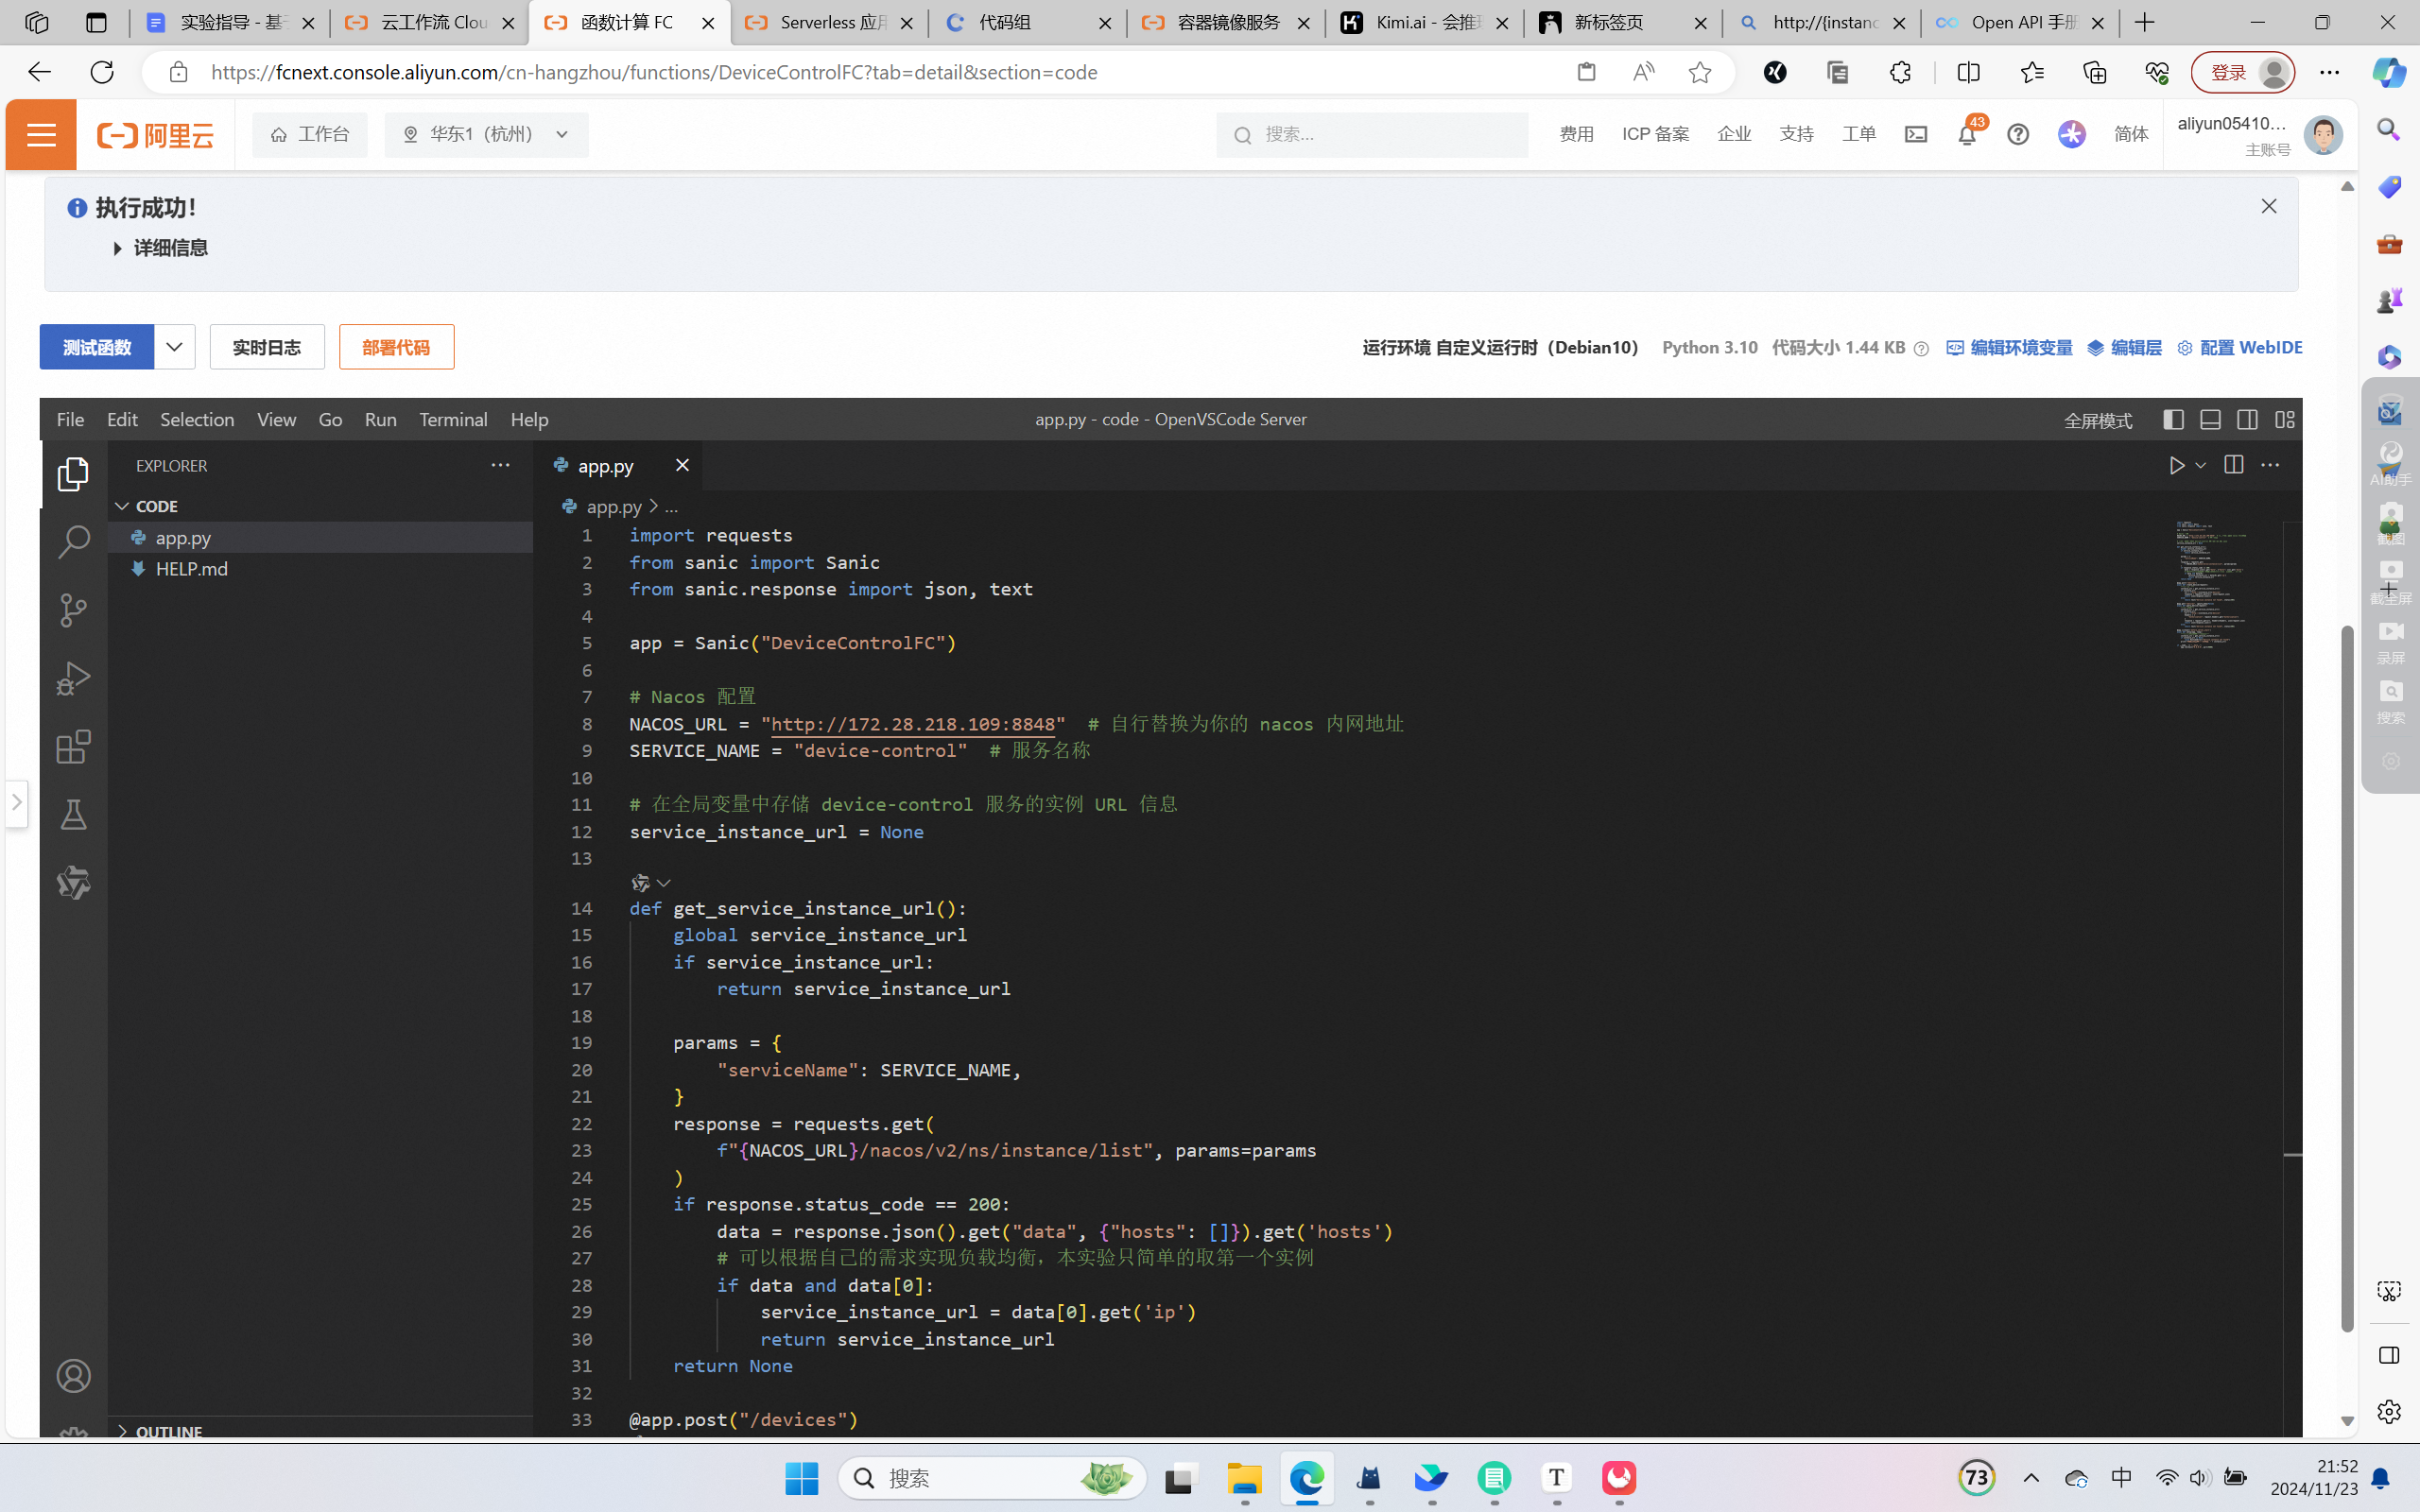 实验指导 - 基于
云工作流 Clou
函数计算 FC
Serverless 应用
代码组
容器镜像服务
Kimi.ai - 会推理
新标签页
http://{instanc
Open API 手册
https://fcnext.console.aliyun.com/cn-hangzhou/functions/DeviceControlFC?tab=detail&section=code
登录
阿里云
工作台
华东1（杭州）
搜索...
费用
ICP 备案
企业
支持
工单
43
简体
aliyun05410...
主账号
执行成功！
详细信息
测试函数
实时日志
部署代码
运行环境 自定义运行时（Debian10） Python 3.10 代码大小 1.44 KB
编辑环境变量
编辑层
配置 WebIDE
File Edit Selection View Go Run Terminal Help
app.py - code - OpenVSCode Server
全屏模式
EXPLORER
CODE
app.py
HELP.md
OUTLINE
app.py
app.py > ...
1 import requests
2 from sanic import Sanic
3 from sanic.response import json, text
4
5 app = Sanic("DeviceControlFC")
6
7 # Nacos 配置
8 NACOS_URL = "http://172.28.218.109:8848"  # 自行替换为你的 nacos 内网地址
9 SERVICE_NAME = "device-control"  # 服务名称
10
11 # 在全局变量中存储 device-control 服务的实例 URL 信息
12 service_instance_url = None
13
14 def get_service_instance_url():
15     global service_instance_url
16     if service_instance_url:
17         return service_instance_url
18
19     params = {
20         "serviceName": SERVICE_NAME,
21     }
22     response = requests.get(
23         f"{NACOS_URL}/nacos/v2/ns/instance/list", params=params
24     )
25     if response.status_code == 200:
26         data = response.json().get("data", {"hosts": []}).get('hosts')
27         # 可以根据自己的需求实现负载均衡，本实验只简单的取第一个实例
28         if data and data[0]:
29             service_instance_url = data[0].get('ip')
30             return service_instance_url
31     return None
32
33 @app.post("/devices")
AI助手
截图
截全屏
录屏
搜索
搜索
73
中
21:52
2024/11/23